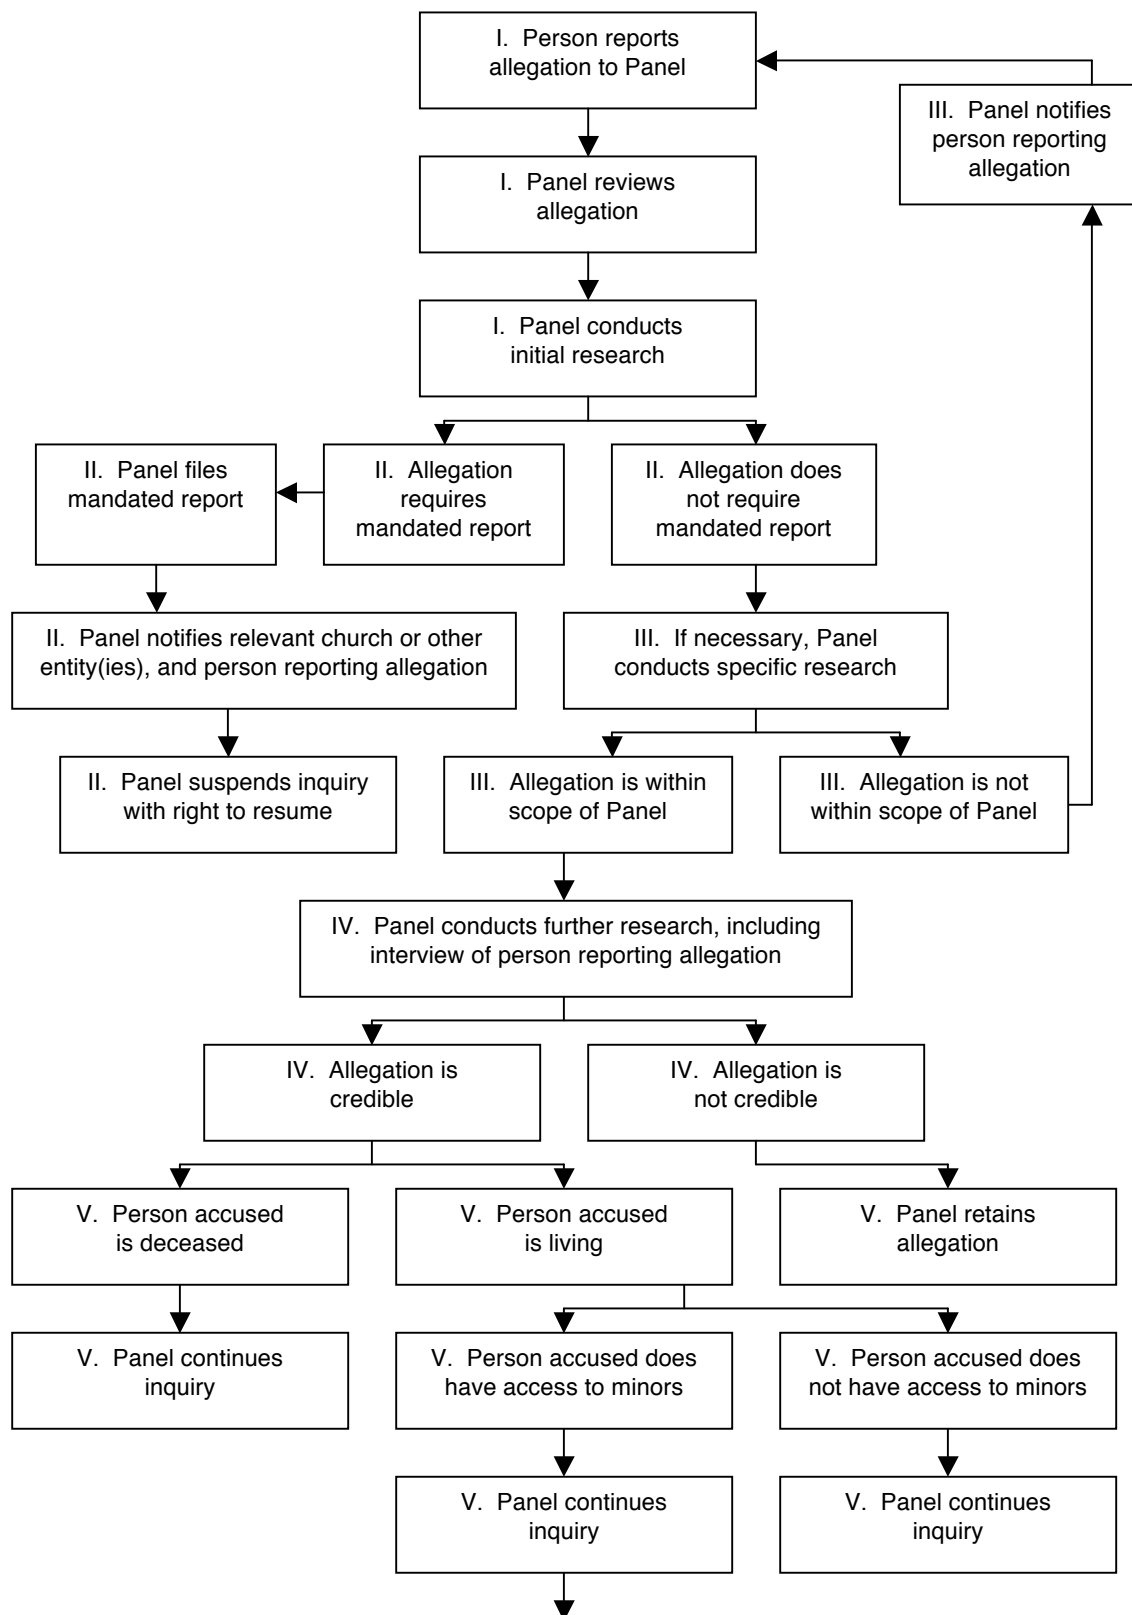 I. Person reports
allegation to Panel
III. Panel notifies
person reporting
allegation
I. Panel reviews
allegation
I. Panel conducts
initial research
II. Panel files
mandated report
II. Allegation
requires
mandated report
II. Allegation does
not require
mandated report
II. Panel notifies relevant church or other
entity(ies), and person reporting allegation
III. If necessary, Panel
conducts specific research
II. Panel suspends inquiry
with right to resume
III. Allegation is within
scope of Panel
III. Allegation is not
within scope of Panel
IV. Panel conducts further research, including
interview of person reporting allegation
IV. Allegation is
credible
IV. Allegation is
not credible
V. Person accused
is deceased
V. Person accused
is living
V. Panel retains
allegation
V. Panel continues
inquiry
V. Person accused does
have access to minors
V. Person accused does
not have access to minors
V. Panel continues
inquiry
V. Panel continues
inquiry